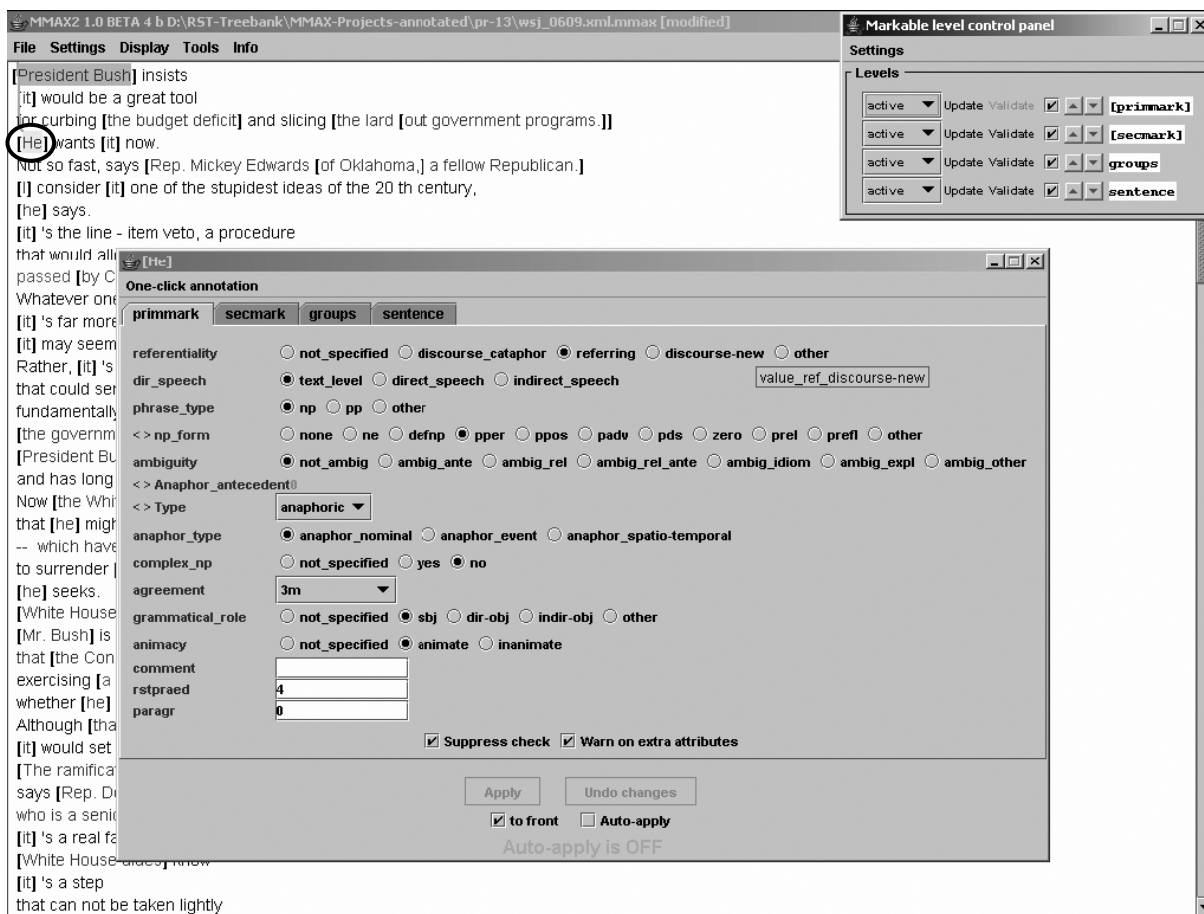 MMAX2 1.0 BETA 4 b D:\RST-Treebank\MMAX-Projects-annotated\pr-13\wsj_0609.xml.mmax [modified]
File Settings Display Tools Info
[President Bush] insists
[it] would be a great tool
for curbing [the budget deficit] and slicing [the lard [out government programs.]]
[He] wants [it] now.
Not so fast, says [Rep. Mickey Edwards [of Oklahoma,] a fellow Republican.]
[I] consider [it] one of the stupidest ideas of the 20 th century,
[he] says.
[it] 's the line - item veto, a procedure
that would all
passed [by C
Whatever one
[it] 's far more
[it] may seem
Rather, [it] 's
that could ser
fundamentally
[the governm
[President Bu
and has long
Now [the Whi
that [he] migh
-- which have
to surrender [
[he] seeks.
[White House
[Mr. Bush] is
that [the Con
exercising [a
whether [he]
Although [tha
[it] would set
[The ramifica
says [Rep. D
who is a senio
[it] 's a real fa
[White House aides] know
[it] 's a step
that can not be taken lightly
Markable level control panel
Settings
Levels
active Update Validate [primmark]
active Update Validate [secmark]
active Update Validate groups
active Update Validate sentence
[He]
One-click annotation
primmark secmark groups sentence
referentiality not_specified discourse_cataphor referring discourse-new other
dir_speech text_level direct_speech indirect_speech value_ref_discourse-new
phrase_type np pp other
<> np_form none ne defnp pper ppos padv pds zero prel prefl other
ambiguity not_ambig ambig_ante ambig_rel ambig_rel_ante ambig_idiom ambig_expl ambig_other
<> Anaphor_antecedent0
<> Type anaphoric
anaphor_type anaphor_nominal anaphor_event anaphor_spatio-temporal
complex_np not_specified yes no
agreement 3m
grammatical_role not_specified sbj dir-obj indir-obj other
animacy not_specified animate inanimate
comment
rstpraed 4
paragr 0
Suppress check Warn on extra attributes
Apply Undo changes
to front Auto-apply
Auto-apply is OFF